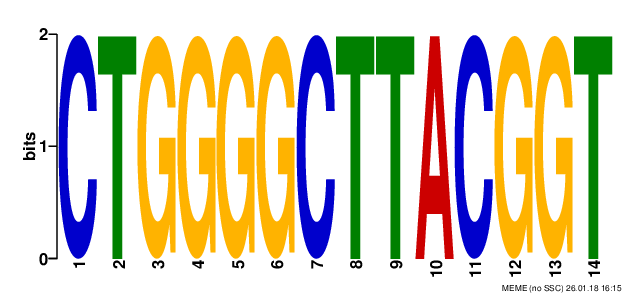 2
bits
1
0
CTGGGGCTTACGGT
1 2 3 4 5 6 7 8 9 10 11 12 13 14
MEME (no SSC) 26.01.18 16:15